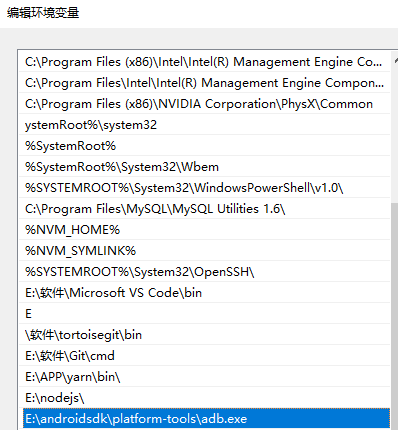 编辑环境变量
C:\Program Files (x86)\Intel\Intel(R) Management Engine Co...
C:\Program Files\Intel\Intel(R) Management Engine Compon...
C:\Program Files (x86)\NVIDIA Corporation\PhysX\Common
ystemRoot%\system32
%SystemRoot%
%SystemRoot%\System32\Wbem
%SYSTEMROOT%\System32\WindowsPowerShell\v1.0\
C:\Program Files\MySQL\MySQL Utilities 1.6\
%NVM_HOME%
%NVM_SYMLINK%
%SYSTEMROOT%\System32\OpenSSH\
E:\软件\Microsoft VS Code\bin
E
\软件\tortoisegit\bin
E:\软件\Git\cmd
E:\APP\yarn\bin\
E:\nodejs\
E:\androidsdk\platform-tools\adb.exe